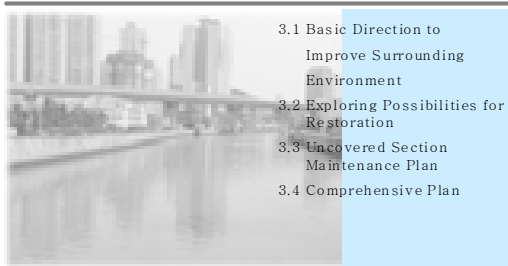 3.1 Basic Direction to
Improve Surrounding
Environment
3.2 Exploring Possibilities for
Restoration
3.3 Uncovered Section
Maintenance Plan
3.4 Comprehensive Plan